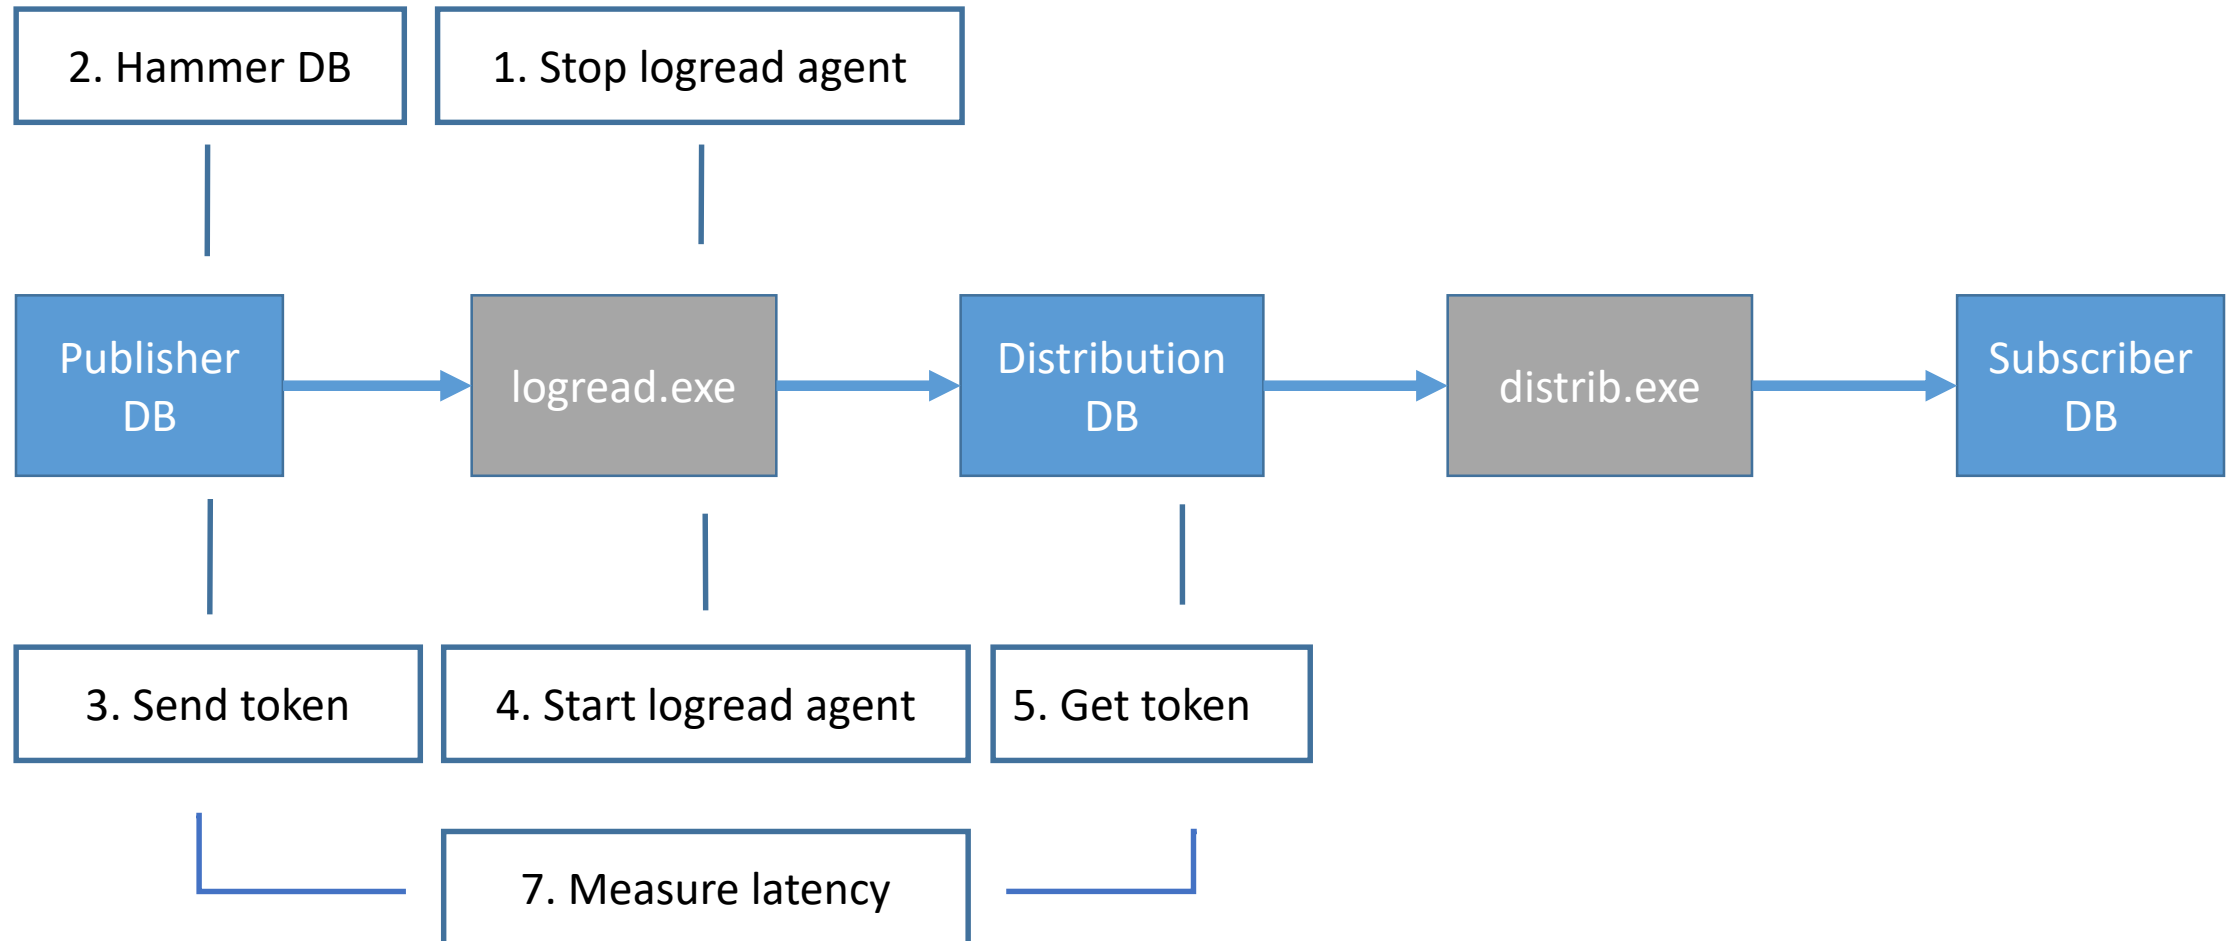 2. Hammer DB
1. Stop logread agent
Publisher
DB
logread.exe
Distribution
DB
distrib.exe
Subscriber
DB
3. Send token
4. Start logread agent
5. Get token
7. Measure latency